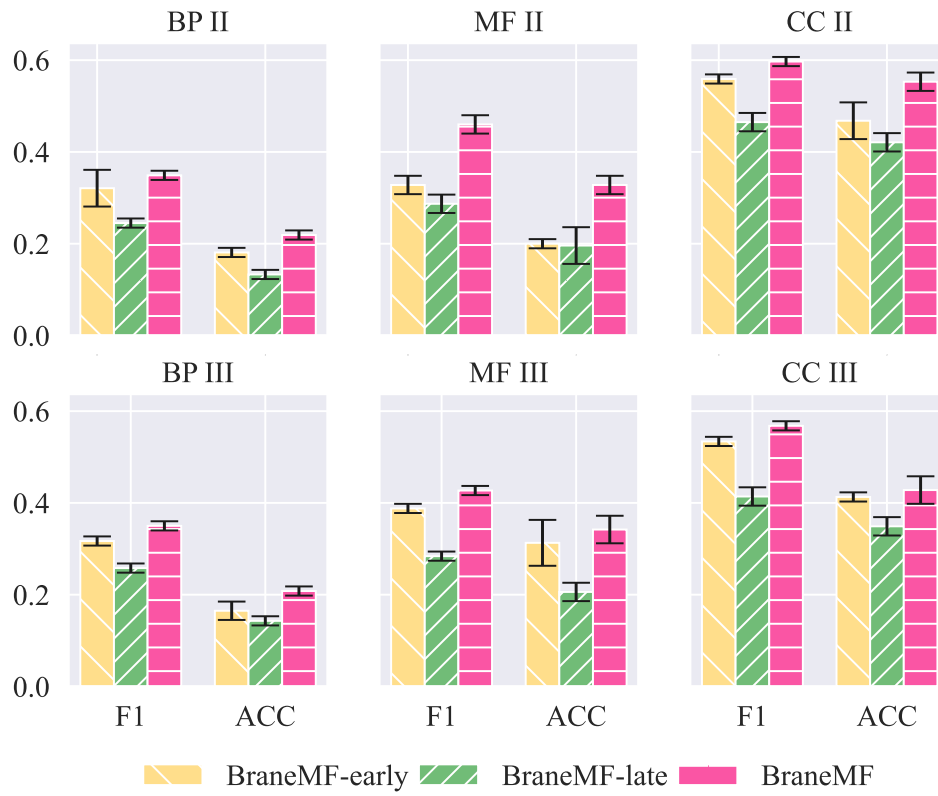 BP II MF II CC II
0.6
0.4
0.2
0.0
BP III MF III CC III
0.6
0.4
0.2
0.0
F1 ACC F1 ACC F1 ACC
BraneMF-early BraneMF-late BraneMF